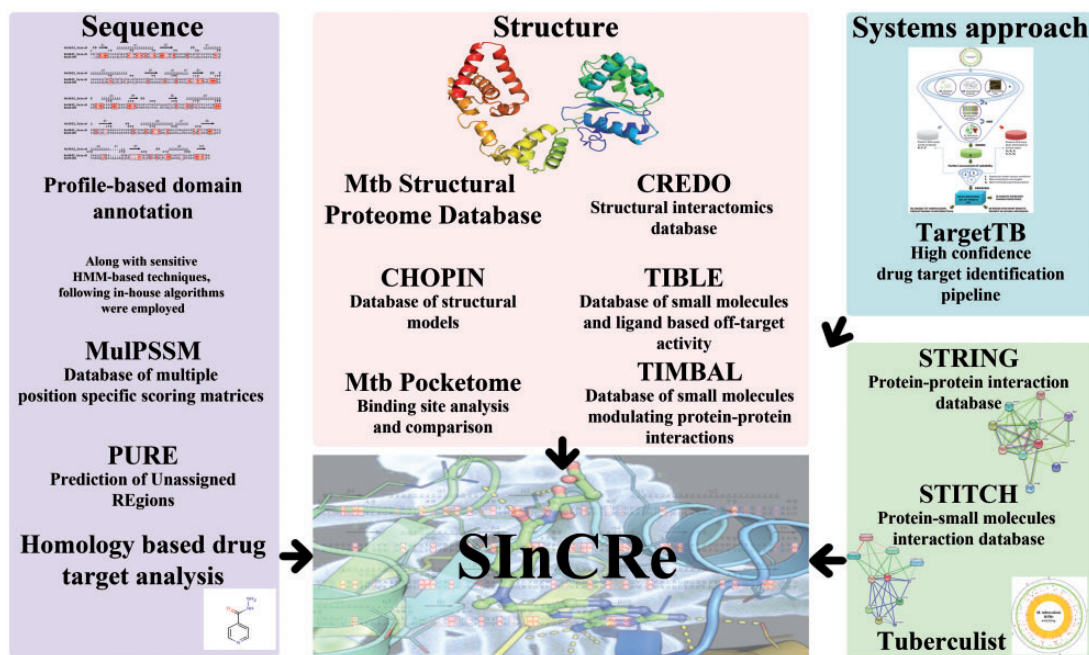 Sequence
Profile-based domain
annotation
Along with sensitive
HMM-based techniques,
following in-house algorithms
were employed
MulPSSM
Database of multiple
position specific scoring matrices
PURE
Prediction of Unassigned
REgions
Homology based drug
target analysis
Structure
Mtb Structural
Proteome Database
CREDO
Structural interactomics
database
CHOPIN
Database of structural
models
TIBLE
Database of small molecules
and ligand based off-target
activity
Mtb Pocketome
Binding site analysis
and comparison
TIMBAL
Database of small molecules
modulating protein-protein
interactions
SInCRe
Systems approach
TargetTB
High confidence
drug target identification
pipeline
STRING
Protein-protein interaction
database
STITCH
Protein-small molecules
interaction database
Tuberculist